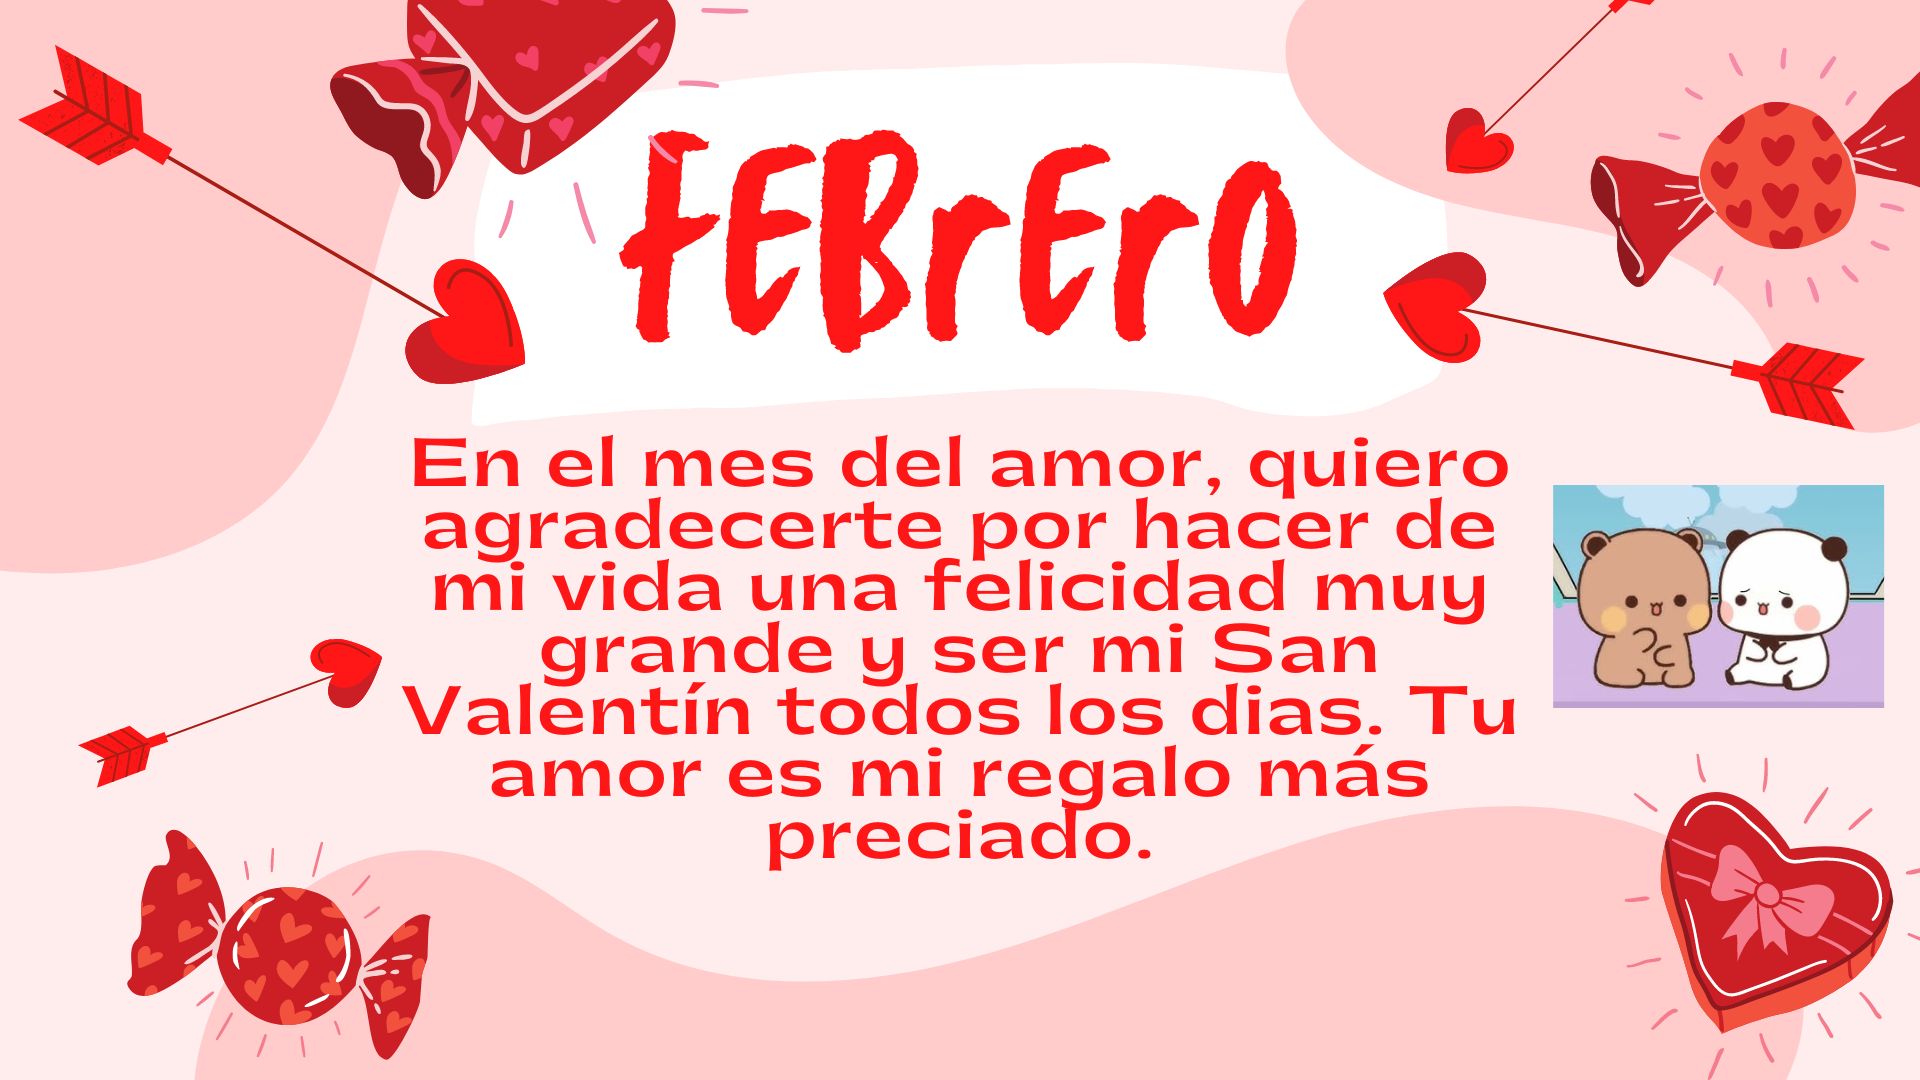 FEBrErO
En el mes del amor, quiero
agradecerte por hacer de
mi vida una felicidad muy
grande y ser mi San
Valentín todos los dias. Tu
amor es mi regalo más
preciado.